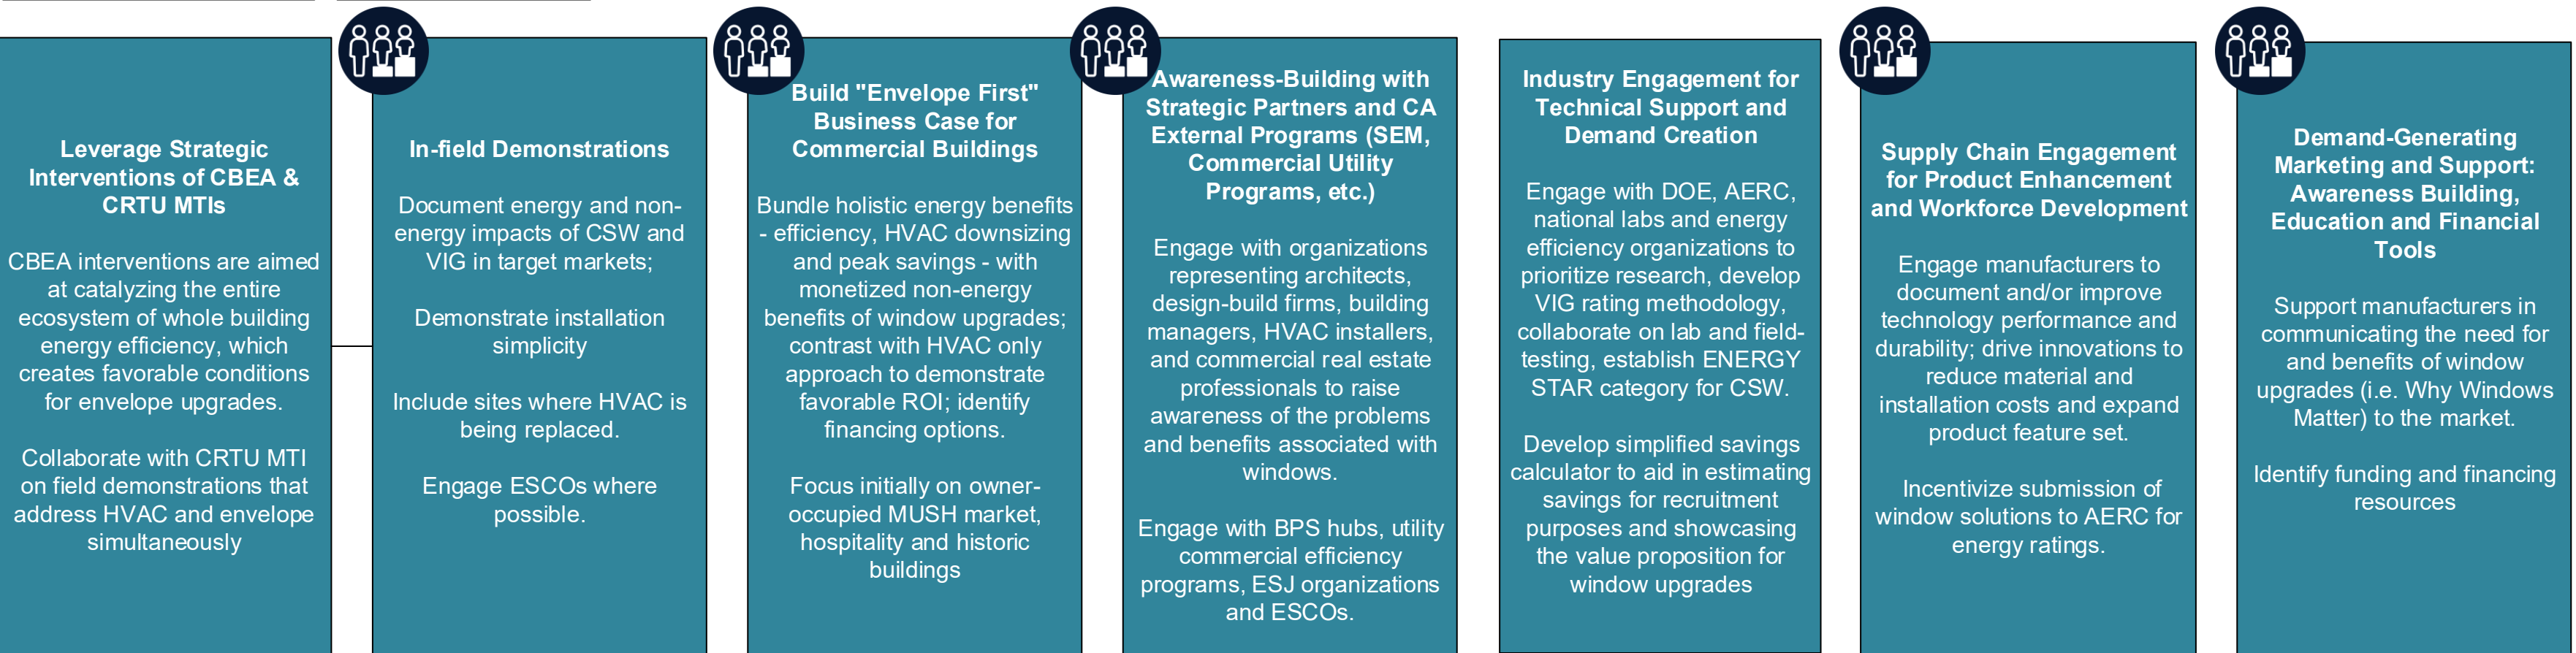 Leverage Strategic
Interventions of CBEA &
CRTU MTIs
CBEA interventions are aimed
at catalyzing the entire
ecosystem of whole building
energy efficiency, which
creates favorable conditions
for envelope upgrades.
Collaborate with CRTU MTI
on field demonstrations that
address HVAC and envelope
simultaneously
In-field Demonstrations
Document energy and non-
energy impacts of CSW and
VIG in target markets;
Demonstrate installation
simplicity
Include sites where HVAC is
being replaced.
Engage ESCOs where
possible.
Build "Envelope First"
Business Case for
Commercial Buildings
Bundle holistic energy benefits
- efficiency, HVAC downsizing
and peak savings - with
monetized non-energy
benefits of window upgrades;
contrast with HVAC only
approach to demonstrate
favorable ROI; identify
financing options.
Focus initially on owner-
occupied MUSH market,
hospitality and historic
buildings
Awareness-Building with
Strategic Partners and CA
External Programs (SEM,
Commercial Utility
Programs, etc.)
Engage with organizations
representing architects,
design-build firms, building
managers, HVAC installers,
and commercial real estate
professionals to raise
awareness of the problems
and benefits associated with
windows.
Engage with BPS hubs, utility
commercial efficiency
programs, ESJ organizations
and ESCOs.
Industry Engagement for
Technical Support and
Demand Creation
Engage with DOE, AERC,
national labs and energy
efficiency organizations to
prioritize research, develop
VIG rating methodology,
collaborate on lab and field-
testing, establish ENERGY
STAR category for CSW.
Develop simplified savings
calculator to aid in estimating
savings for recruitment
purposes and showcasing
the value proposition for
window upgrades
Supply Chain Engagement
for Product Enhancement
and Workforce Development
Engage manufacturers to
document and/or improve
technology performance and
durability; drive innovations to
reduce material and
installation costs and expand
product feature set.
Incentivize submission of
window solutions to AERC for
energy ratings.
Demand-Generating
Marketing and Support:
Awareness Building,
Education and Financial
Tools
Support manufacturers in
communicating the need for
and benefits of window
upgrades (i.e. Why Windows
Matter) to the market.
Identify funding and financing
resources